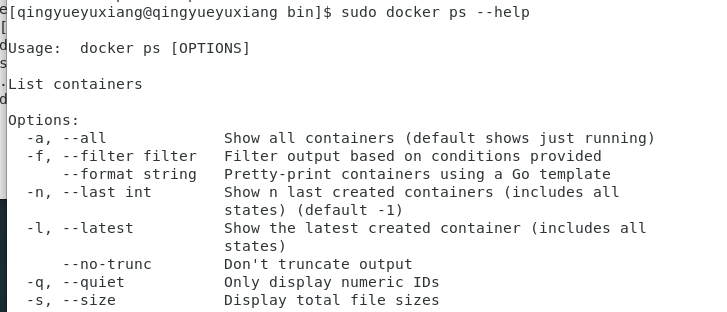 [qingyueyuxiang@qingyueyuxiang bin]$ sudo docker ps --help
Usage:  docker ps [OPTIONS]
List containers
Options:
  -a, --all             Show all containers (default shows just running)
  -f, --filter filter   Filter output based on conditions provided
      --format string   Pretty-print containers using a Go template
  -n, --last int        Show n last created containers (includes all
                        states) (default -1)
  -l, --latest          Show the latest created container (includes all
                        states)
      --no-trunc        Don't truncate output
  -q, --quiet           Only display numeric IDs
  -s, --size            Display total file sizes